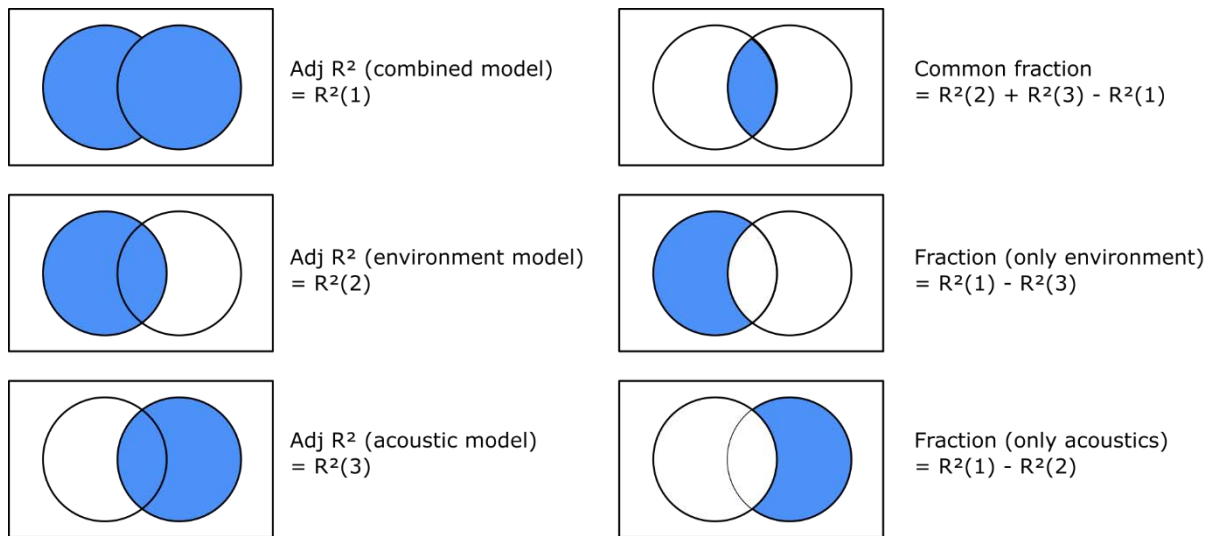 Adj R² (combined model)
= R²(1)
Adj R² (environment model)
= R²(2)
Adj R² (acoustic model)
= R²(3)
Common fraction
= R²(2) + R²(3) - R²(1)
Fraction (only environment)
= R²(1) - R²(3)
Fraction (only acoustics)
= R²(1) - R²(2)